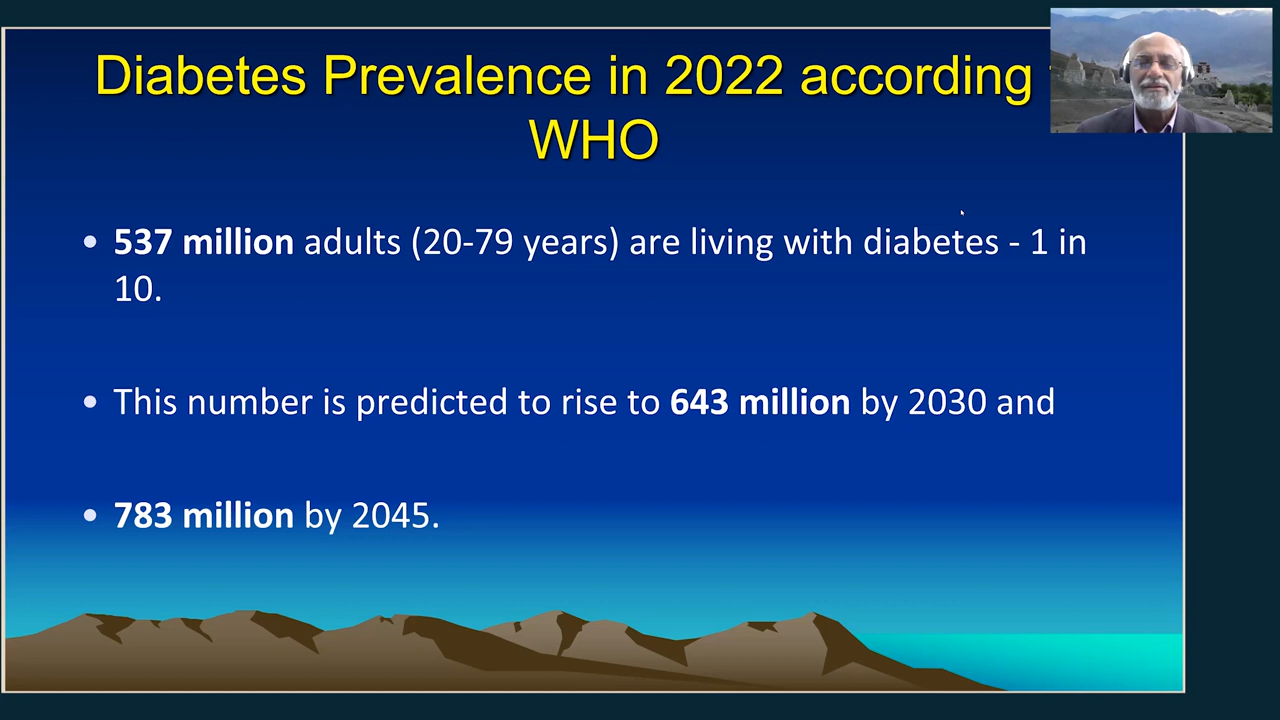 Diabetes Prevalence in 2022 according
WHO
• 537 million adults (20-79 years) are living with diabetes - 1 in
10.
• This number is predicted to rise to 643 million by 2030 and
• 783 million by 2045.